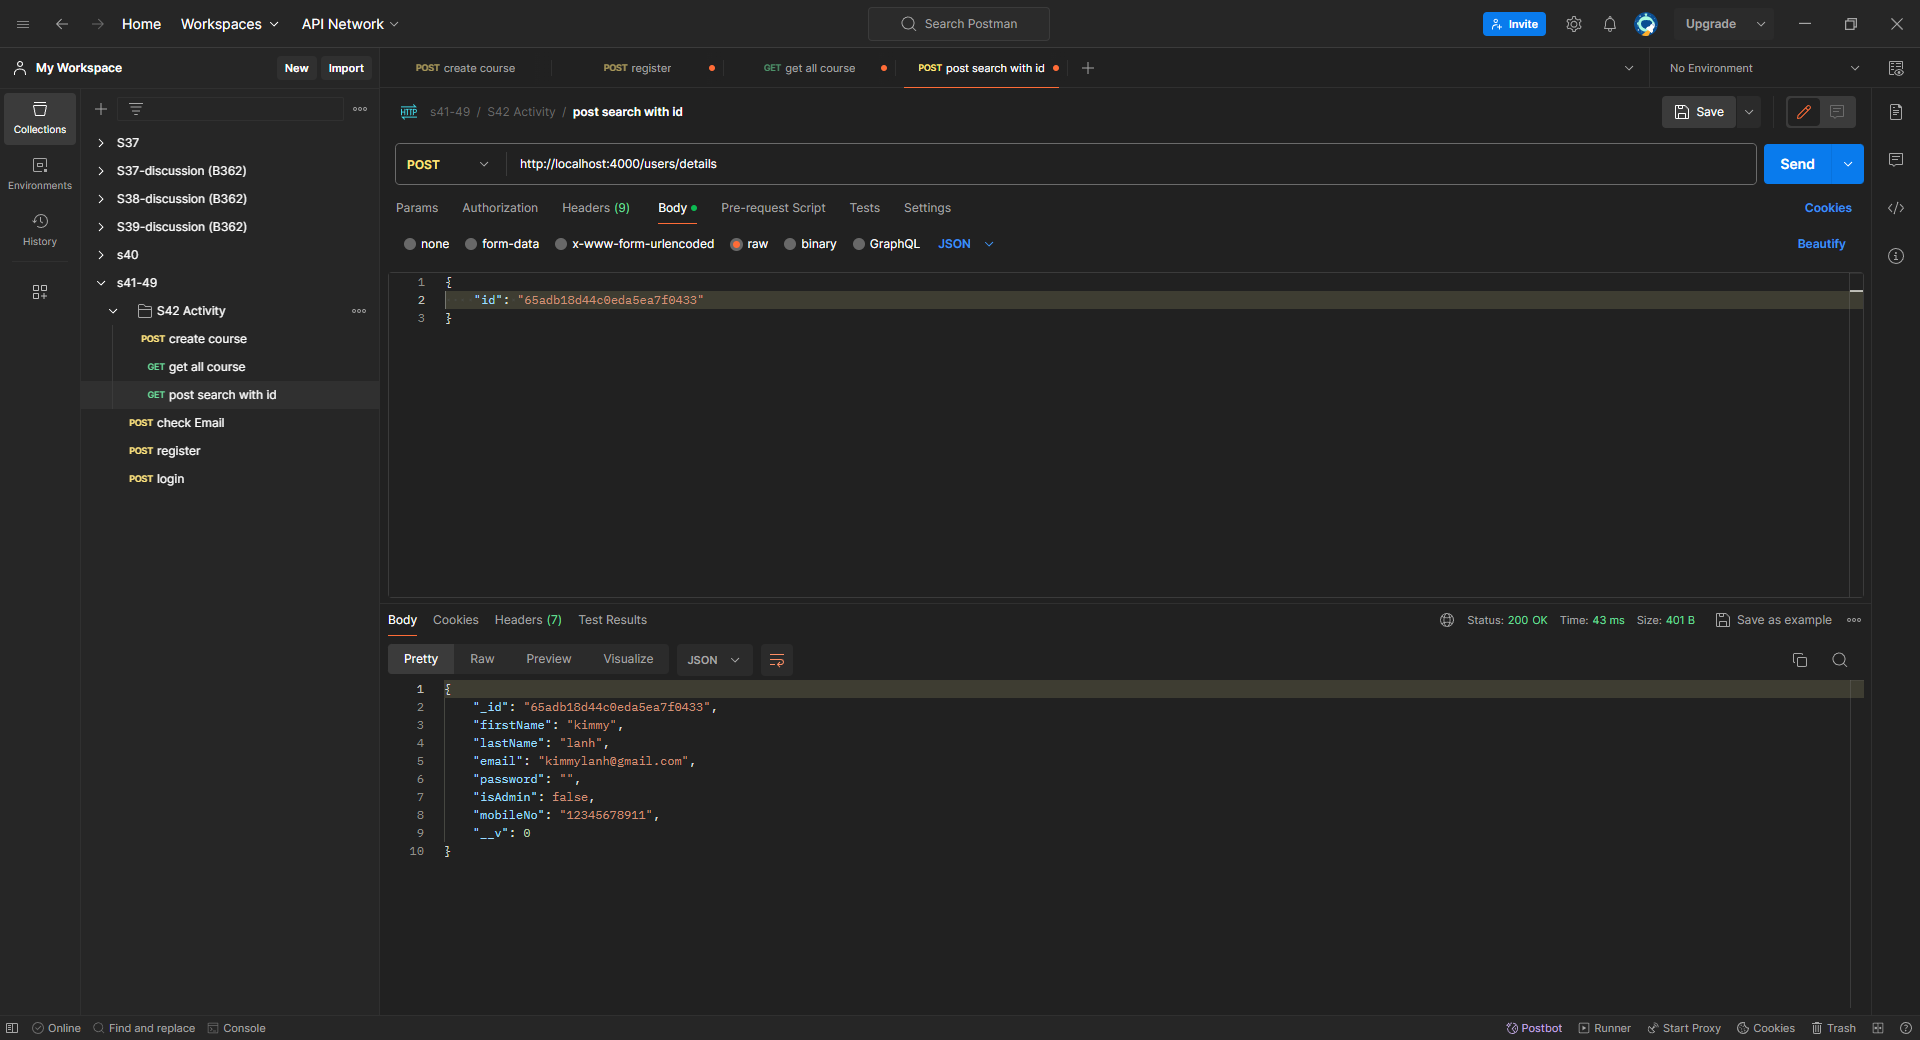 Home Workspaces API Network Search Postman Invite Upgrade
My Workspace New Import
POST create course POST register GET get all course POST post search with id No Environment
Collections
Environments
History
S37
S37-discussion (B362)
S38-discussion (B362)
S39-discussion (B362)
s40
s41-49
S42 Activity
POST create course
GET get all course
GET post search with id
POST check Email
POST register
POST login
HTTP s41-49 / S42 Activity / post search with id Save
POST http://localhost:4000/users/details Send
Params Authorization Headers (9) Body Pre-request Script Tests Settings Cookies
none form-data x-www-form-urlencoded raw binary GraphQL JSON Beautify
1 {
2 "id": "65adb18d44c0eda5ea7f0433"
3 }
Body Cookies Headers (7) Test Results Status: 200 OK Time: 43 ms Size: 401 B Save as example
Pretty Raw Preview Visualize JSON
1 {
2 "_id": "65adb18d44c0eda5ea7f0433",
3 "firstName": "kimmy",
4 "lastName": "lanh",
5 "email": "kimmylanh@gmail.com",
6 "password": "",
7 "isAdmin": false,
8 "mobileNo": "12345678911",
9 "__v": 0
10 }
Online Find and replace Console Postbot Runner Start Proxy Cookies Trash